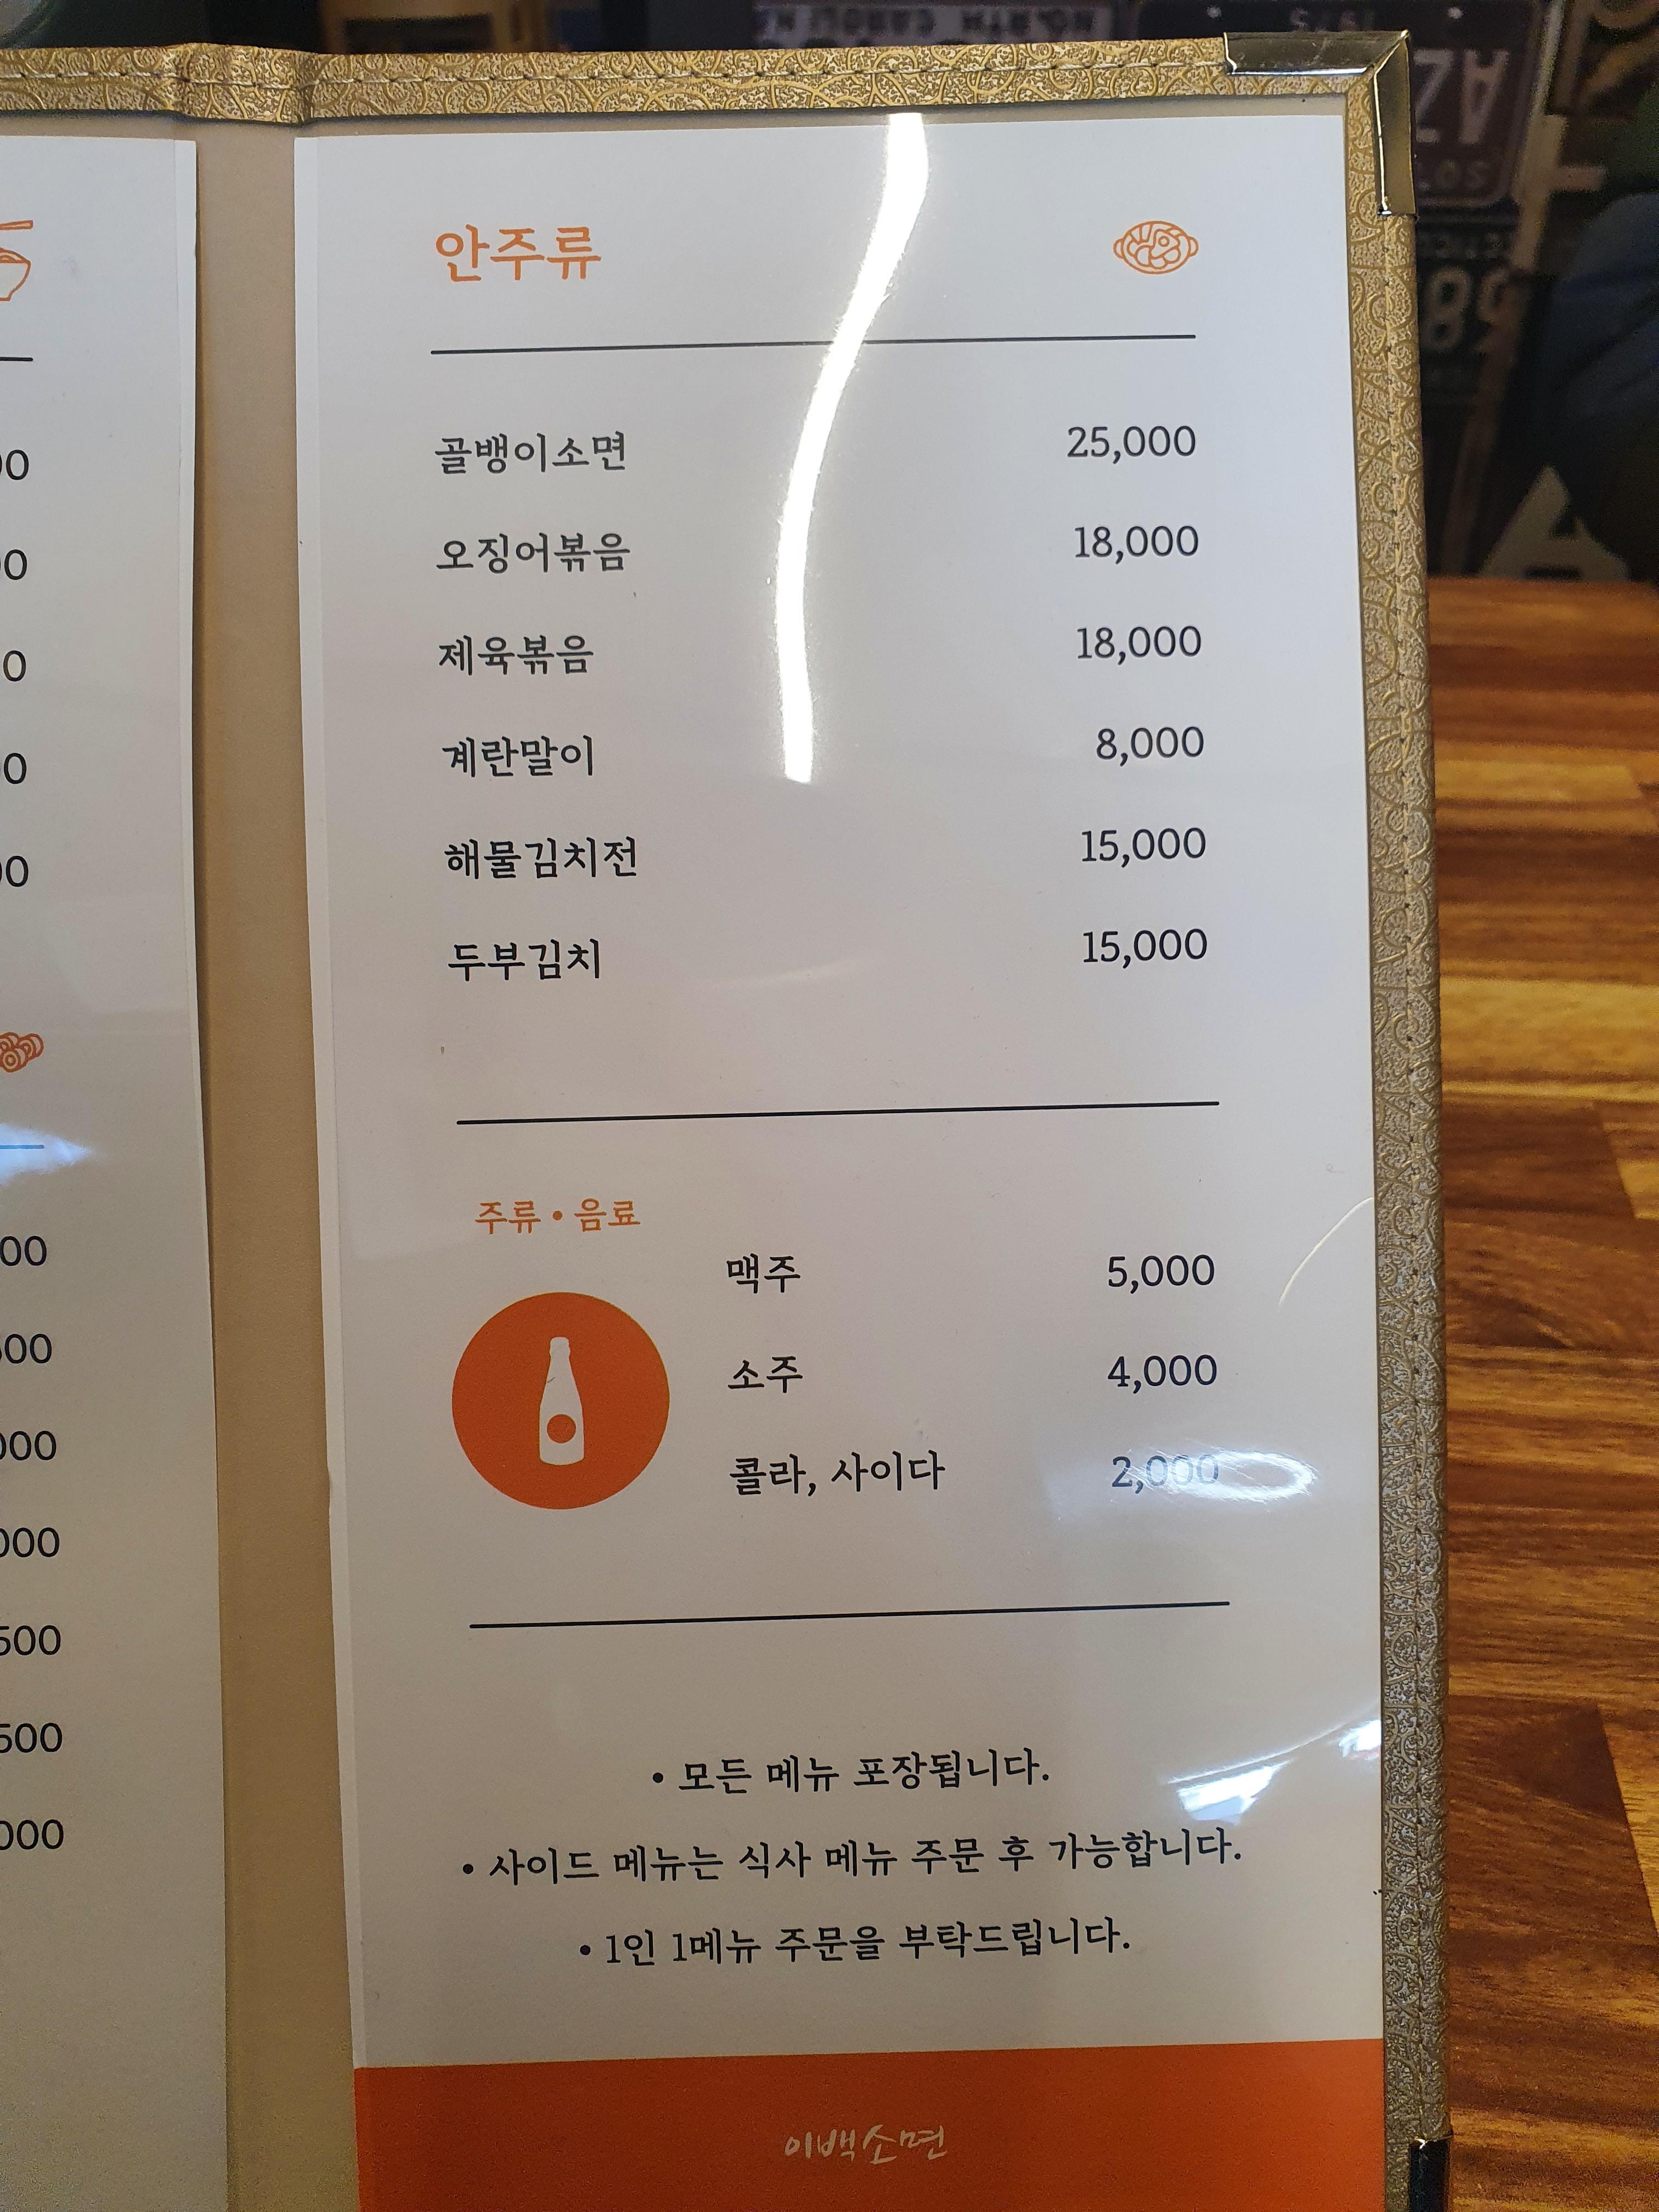 안주류
골뱅이소면 25,000
오징어볶음 18,000
제육볶음 18,000
계란말이 8,000
해물김치전 15,000
두부김치 15,000
주류 • 음료
맥주 5,000
소주 4,000
콜라, 사이다 2,000
• 모든 메뉴 포장됩니다.
• 사이드 메뉴는 식사 메뉴 주문 후 가능합니다.
• 1인 1메뉴 주문을 부탁드립니다.
이백소면